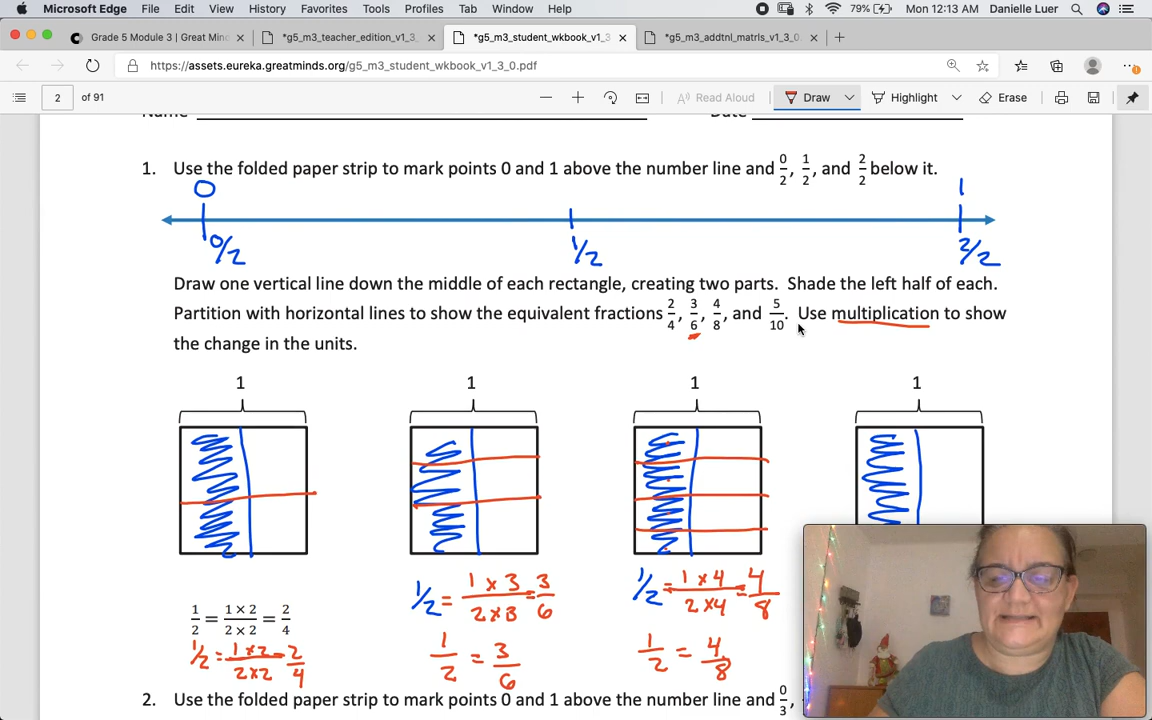 Microsoft Edge File Edit View History Favorites Tools Profiles Tab Window Help 79% Mon 12:13 AM Danielle Luer
Grade 5 Module 3 | Great Min *g5_m3_teacher_edition_v1_3_ *g5_m3_student_wkbook_v1_3 *g5_m3_addtnl_matrls_v1_3_0.
https://assets.eureka.greatminds.org/g5_m3_student_wkbook_v1_3_0.pdf
2 of 91 Read Aloud Draw Highlight Erase
Name Date
1. Use the folded paper strip to mark points 0 and 1 above the number line and 0/2, 1/2, and 2/2 below it.
0 1
0/2 1/2 2/2
Draw one vertical line down the middle of each rectangle, creating two parts. Shade the left half of each.
Partition with horizontal lines to show the equivalent fractions 2/4, 3/6, 4/8, and 5/10. Use multiplication to show
the change in the units.
1 1 1 1
1/2 = 1 × 3 / 2 × 3 = 3/6 1/2 = 1 × 4 / 2 × 4 = 4/8
1/2 = 1 × 2 / 2 × 2 = 2/4
1/2 = 1 × 2 / 2 × 2 = 2/4 1/2 = 3/6 1/2 = 4/8
2. Use the folded paper strip to mark points 0 and 1 above the number line and 0/3,